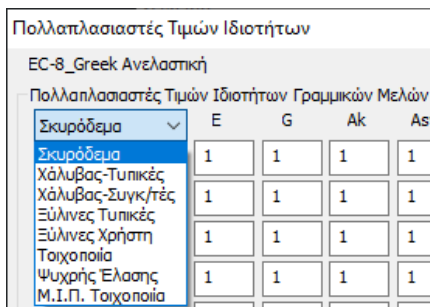 Πολλαπλασιαστές Τιμών Ιδιοτήτων
EC-8_Greek Ανελαστική
Πολλαπλασιαστές Τιμών Ιδιοτήτων Γραμμικών Μελών
Σκυρόδεμα E G Ak As
Σκυρόδεμα 1 1 1 1
Χάλυβας-Τυπικές
Χάλυβας-Συγκ/τές 1 1 1 1
Ξύλινες Τυπικές
Ξύλινες Χρήστη 1 1 1 1
Τοιχοποιία
Ψυχρής Έλασης 1 1 1 1
Μ.Ι.Π. Τοιχοποιία